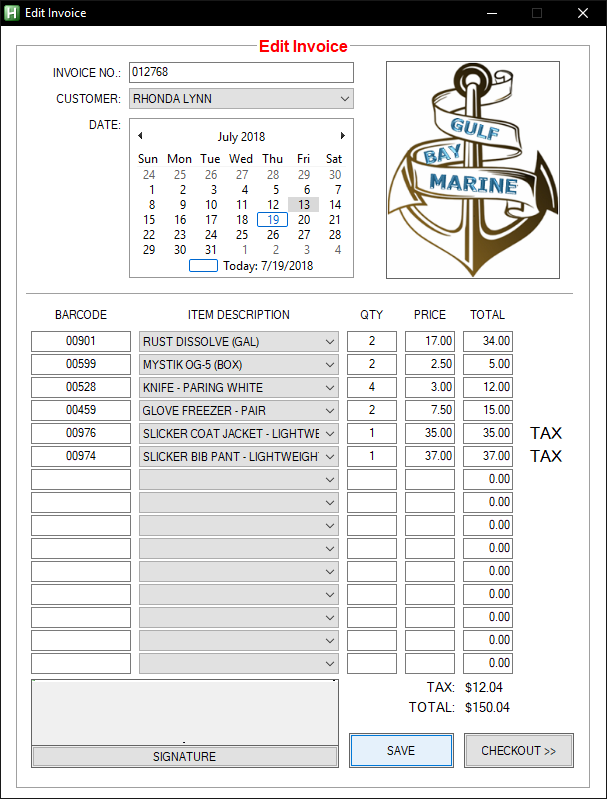 Edit Invoice
Edit Invoice
INVOICE NO.: 012768
CUSTOMER: RHONDA LYNN
DATE:
July 2018
Sun Mon Tue Wed Thu Fri Sat
24 25 26 27 28 29 30
1 2 3 4 5 6 7
8 9 10 11 12 13 14
15 16 17 18 19 20 21
22 23 24 25 26 27 28
29 30 31 1 2 3 4
Today: 7/19/2018
GULF
BAY
MARINE
BARCODE ITEM DESCRIPTION QTY PRICE TOTAL
00901 RUST DISSOLVE (GAL) 2 17.00 34.00
00599 MYSTIK OG-5 (BOX) 2 2.50 5.00
00528 KNIFE - PARING WHITE 4 3.00 12.00
00459 GLOVE FREEZER - PAIR 2 7.50 15.00
00976 SLICKER COAT JACKET - LIGHTWE 1 35.00 35.00 TAX
00974 SLICKER BIB PANT - LIGHTWEIGH 1 37.00 37.00 TAX
0.00
0.00
0.00
0.00
0.00
0.00
0.00
0.00
0.00
TAX: $12.04
TOTAL: $150.04
SIGNATURE
SAVE
CHECKOUT >>